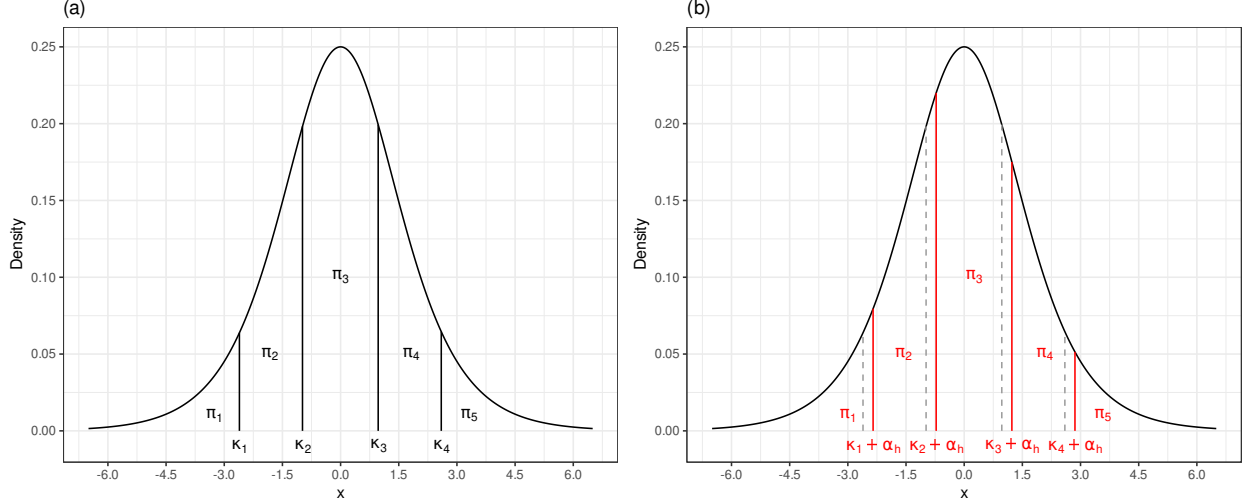 (a)
0.25
0.20
0.15
0.10
0.05
0.00
Density
π₁
π₂
π₃
π₄
π₅
κ₁ κ₂ κ₃ κ₄
-6.0 -4.5 -3.0 -1.5 0.0 1.5 3.0 4.5 6.0
x
(b)
0.25
0.20
0.15
0.10
0.05
0.00
Density
π₁
π₂
π₃
π₄
π₅
κ₁ + αₕ κ₂ + αₕ κ₃ + αₕ κ₄ + αₕ
-6.0 -4.5 -3.0 -1.5 0.0 1.5 3.0 4.5 6.0
x